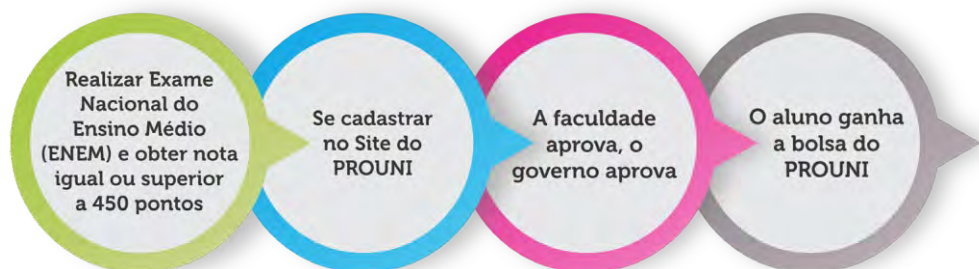 Realizar Exame
Nacional do
Ensino Médio
(ENEM) e obter nota
igual ou superior
a 450 pontos
Se cadastrar
no Site do
PROUNI
A faculdade
aprova, o
governo aprova
O aluno ganha
a bolsa do
PROUNI